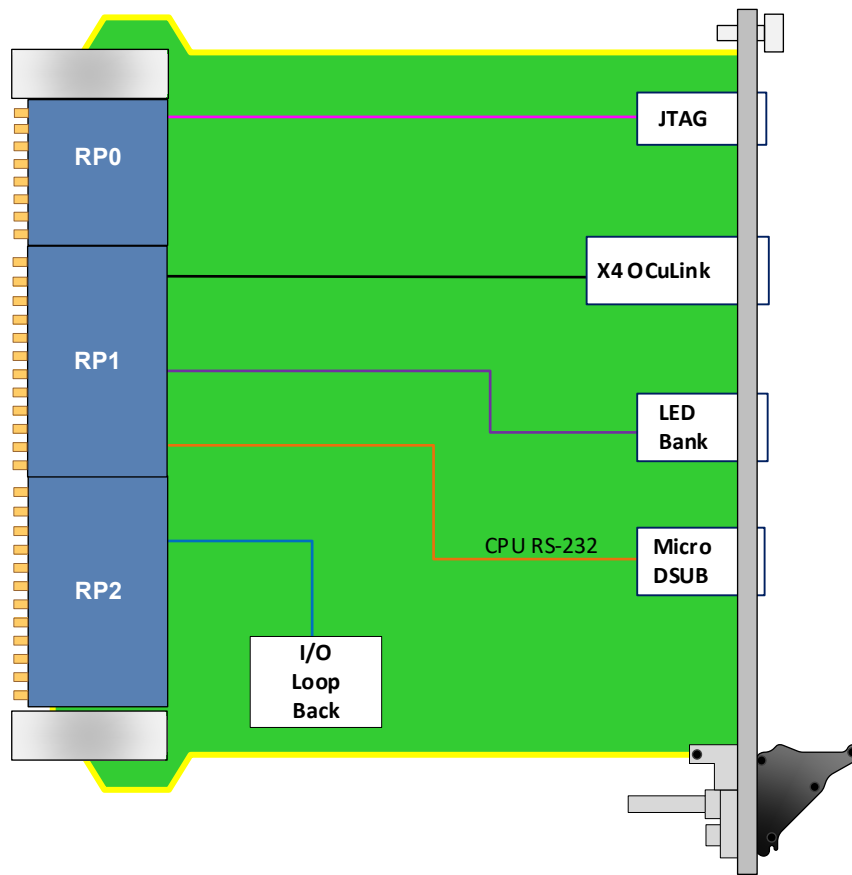 RP0
JTAG
X4 OCuLink
RP1
LED
Bank
CPU RS-232
Micro
DSUB
RP2
I/O
Loop
Back